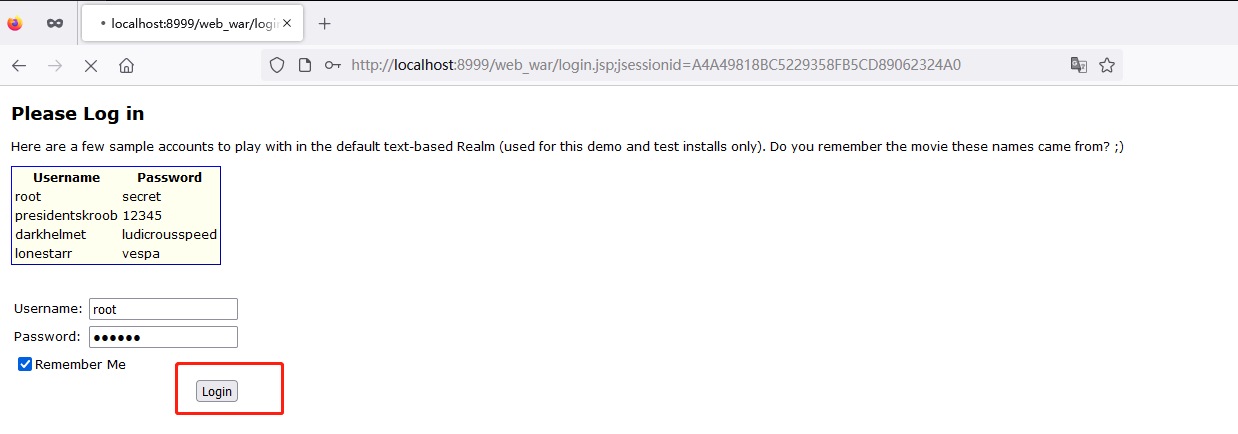 localhost:8999/web_war/login
http://localhost:8999/web_war/login.jsp;jsessionid=A4A49818BC5229358FB5CD89062324A0
Please Log in
Here are a few sample accounts to play with in the default text-based Realm (used for this demo and test installs only). Do you remember the movie these names came from? ;)
Username Password
root secret
presidentskroob 12345
darkhelmet ludicrousspeed
lonestarr vespa
Username: root
Password: ●●●●●●
Remember Me
Login